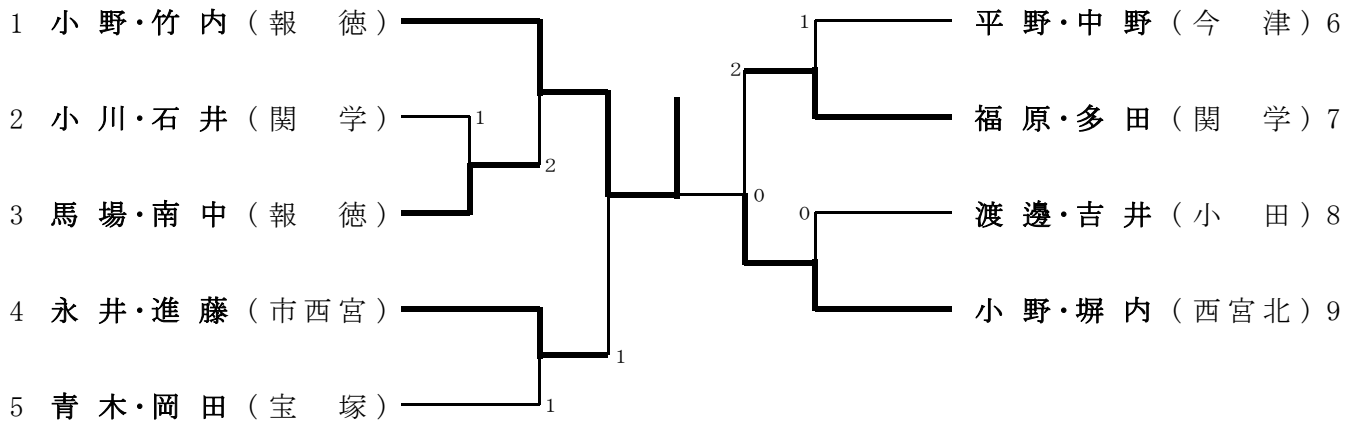 1 小野・竹内(報 徳)
2 小川・石井(関 学)
1
2
3 馬場・南中(報 徳)
4 永井・進藤(市西宮)
1
5 青木・岡田(宝 塚)
1
1
平野・中野(今 津)6
2
福原・多田(関 学)7
0
0
渡邊・吉井(小 田)8
小野・塀内(西宮北)9